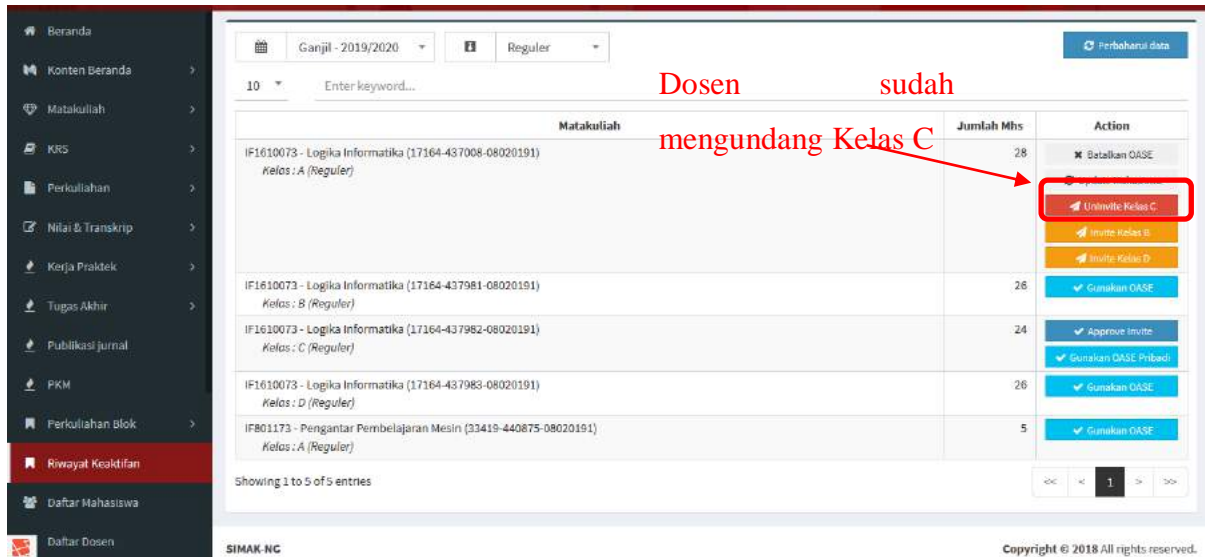 Beranda
Konten Beranda
Matakuliah
KRS
Perkuliahan
Nilai & Transkrip
Kerja Praktek
Tugas Akhir
Publikasi jurnal
PKM
Perkuliahan Blok
Riwayat Keaktifan
Daftar Mahasiswa
Daftar Dosen
Ganjil - 2019/2020
Reguler
Perbaharui data
10
Enter keyword...
Dosen sudah
mengundang Kelas C
Matakuliah Jumlah Mhs Action
IF1610073 - Logika Informatika (17164-437008-08020191) 28 Batalkan OASE
Kelas : A (Reguler)
Uninvite Kelas C
Invite Kelas B
Invite Kelas D
IF1610073 - Logika Informatika (17164-437981-08020191) 26 Gunakan OASE
Kelas : B (Reguler)
IF1610073 - Logika Informatika (17164-437982-08020191) 24 Approve Invite
Kelas : C (Reguler) Gunakan OASE Pribadi
IF1610073 - Logika Informatika (17164-437983-08020191) 26 Gunakan OASE
Kelas : D (Reguler)
IF801173 - Pengantar Pembelajaran Mesin (33419-440875-08020191) 5 Gunakan OASE
Kelas : A (Reguler)
Showing 1 to 5 of 5 entries << < 1 > >>
SIMAK-NG Copyright © 2018 All rights reserved.